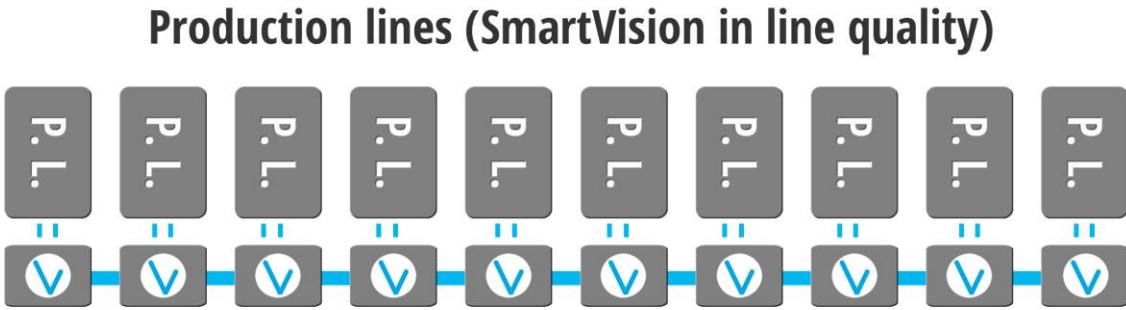 Production lines (SmartVision in line quality)
P. L. P. L. P. L. P. L. P. L. P. L. P. L. P. L. P. L. P. L.